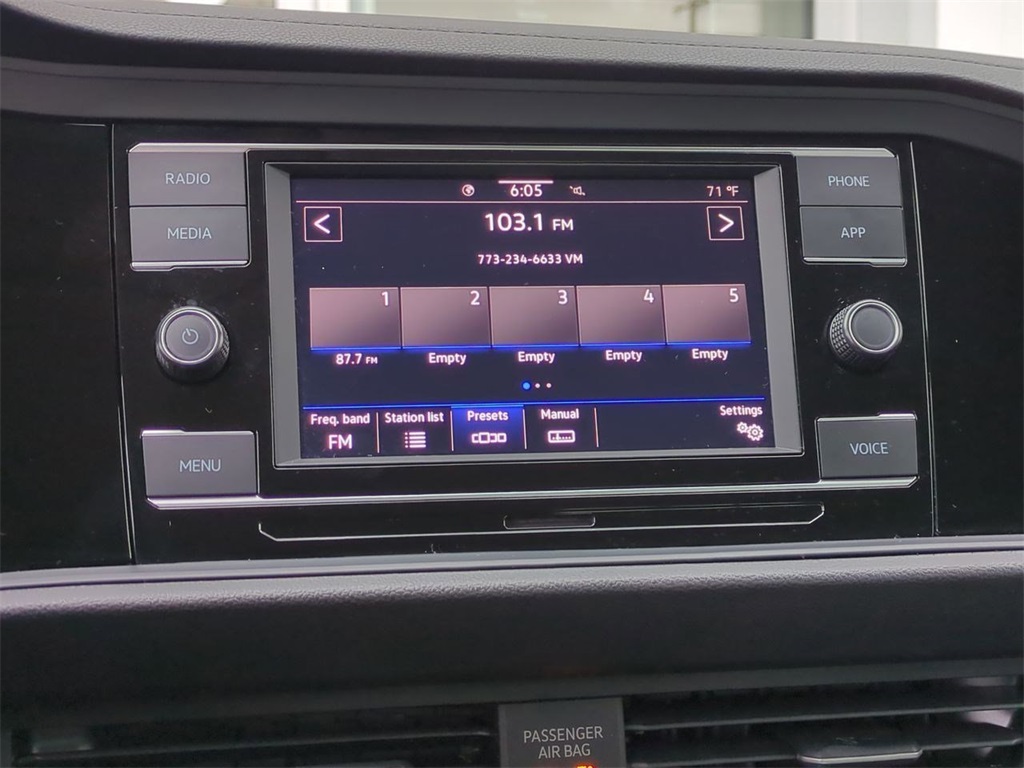 RADIO
MEDIA
MENU
6:05
71 °F
<
103.1 FM
>
773-234-6633 VM
1 2 3 4 5
87.7 FM Empty Empty Empty Empty
Freq. band Station list Presets Manual Settings
FM
PHONE
APP
VOICE
PASSENGER
AIR BAG